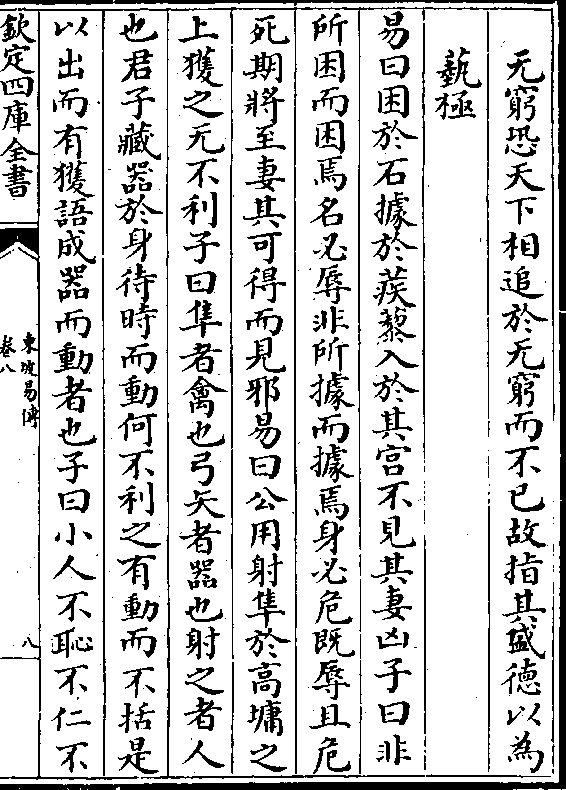 无窮恐天下相追於无窮而不已故指其盛德以為
藝極
易曰困於石據於蒺藜入於其宮不見其妻凶子曰非
所困而困焉名必辱非所據而據焉身必危既辱且危
死期將至妻其可得而見邪易曰公用射隼於高墉之
上獲之无不利子曰隼者禽也弓矢者器也射之者人
也君子藏器於身待時而動何不利之有動而不括是
以出而有獲語成器而動者也子曰小人不恥不仁不
欽定四庫全書
東坡易傳
卷八
八